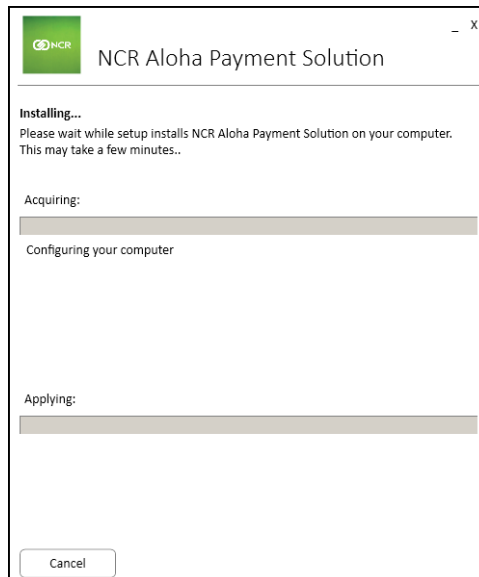 _ X
NCR
NCR Aloha Payment Solution
Installing...
Please wait while setup installs NCR Aloha Payment Solution on your computer.
This may take a few minutes..
Acquiring:
Configuring your computer
Applying:
Cancel